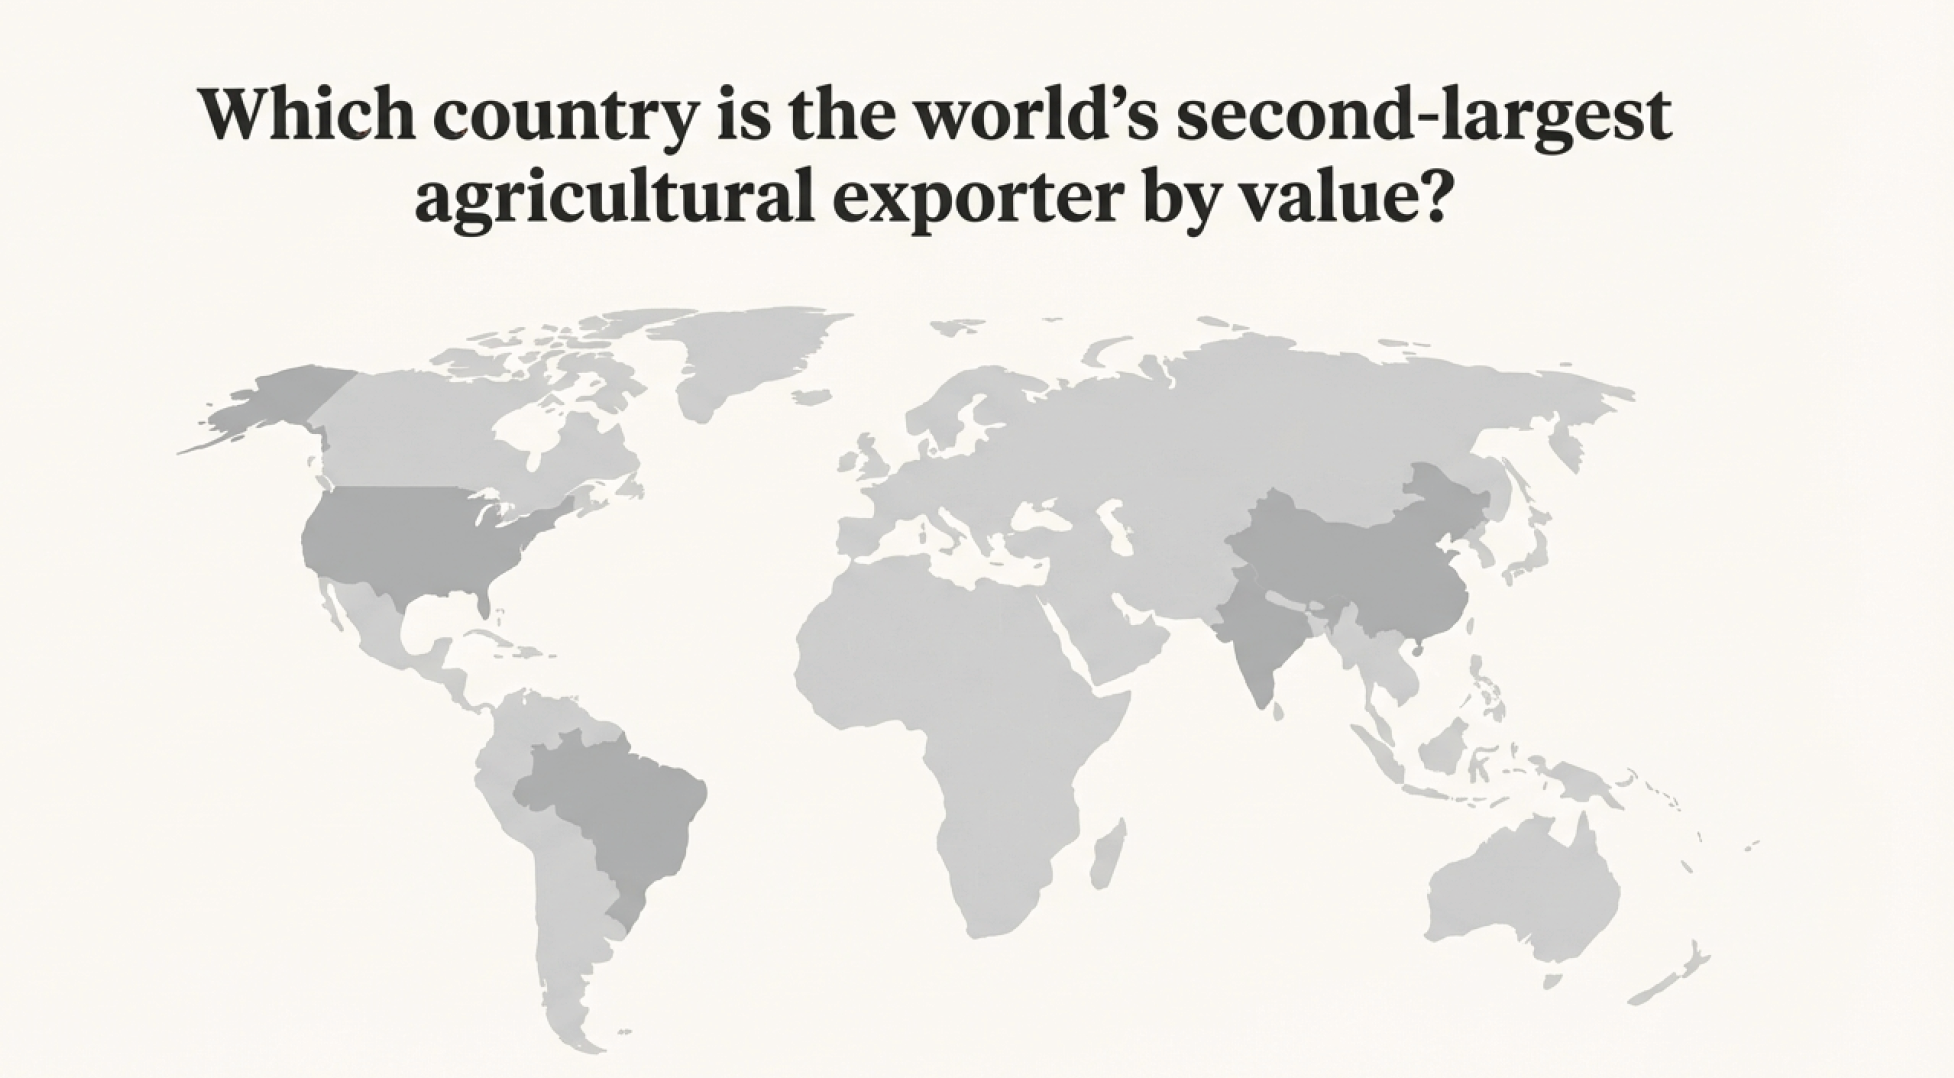 Which country is the world’s second-largest
agricultural exporter by value?